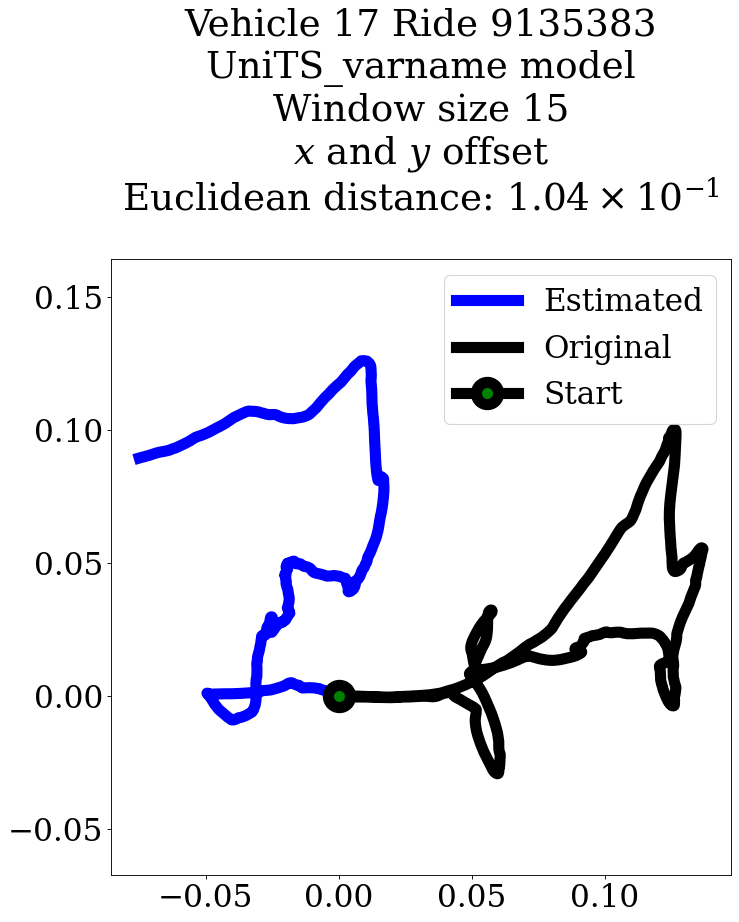 Vehicle 17 Ride 9135383
UniTS_varname model
Window size 15
x and y offset
Euclidean distance: 1.04 × 10⁻¹
0.15
0.10
0.05
0.00
−0.05
−0.05 0.00 0.05 0.10
Estimated
Original
Start